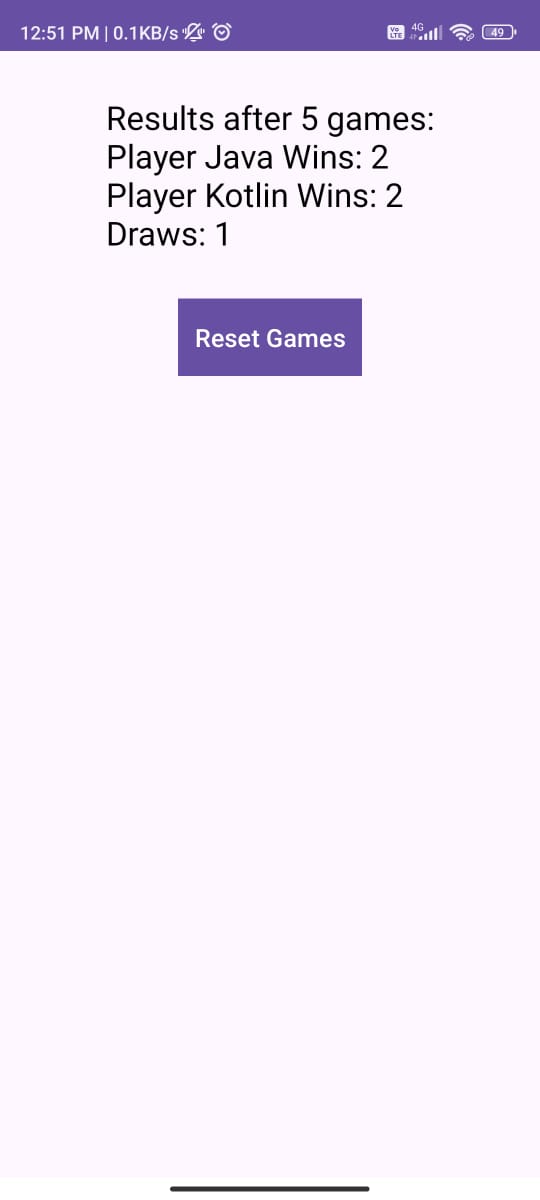 12:51 PM | 0.1KB/s
Vo LTE 4G 49
Results after 5 games:
Player Java Wins: 2
Player Kotlin Wins: 2
Draws: 1
Reset Games